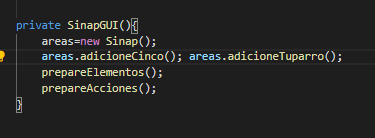 private SinapGUI(){
areas=new Sinap();
areas.adicioneCinco(); areas.adicioneTuparro();
prepareElementos();
prepareAcciones();
}